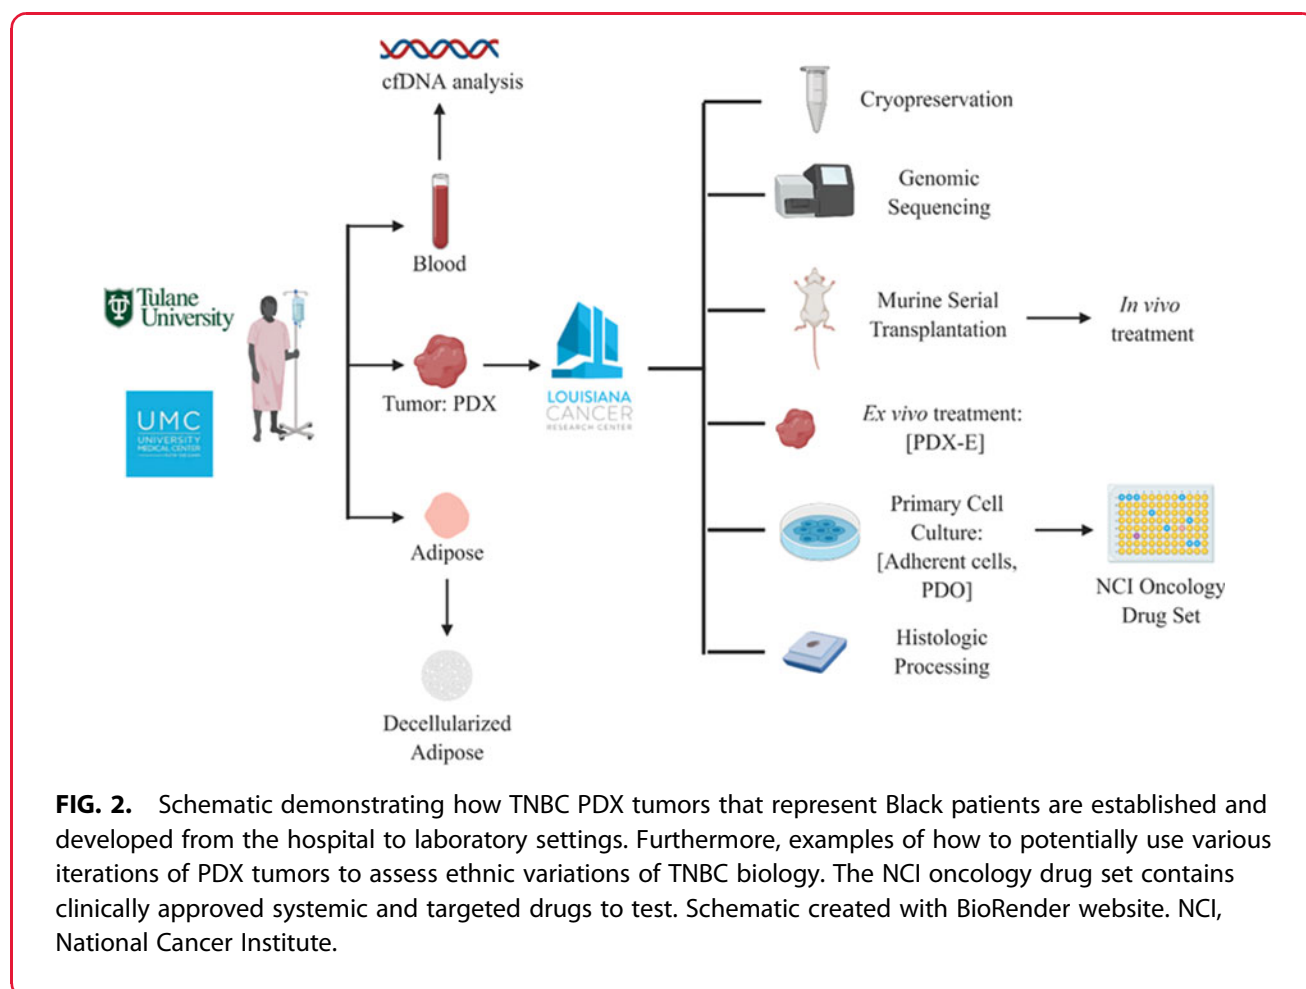 cfDNA analysis
Blood
Tulane
University
UMC
UNIVERSITY
MEDICAL CENTER
Tumor: PDX
LOUISIANA
CANCER
RESEARCH CENTER
Adipose
Decellularized
Adipose
Cryopreservation
Genomic
Sequencing
Murine Serial
Transplantation
In vivo
treatment
Ex vivo treatment:
[PDX-E]
Primary Cell
Culture:
[Adherent cells,
PDO]
NCI Oncology
Drug Set
Histologic
Processing
FIG. 2. Schematic demonstrating how TNBC PDX tumors that represent Black patients are established and
developed from the hospital to laboratory settings. Furthermore, examples of how to potentially use various
iterations of PDX tumors to assess ethnic variations of TNBC biology. The NCI oncology drug set contains
clinically approved systemic and targeted drugs to test. Schematic created with BioRender website. NCI,
National Cancer Institute.